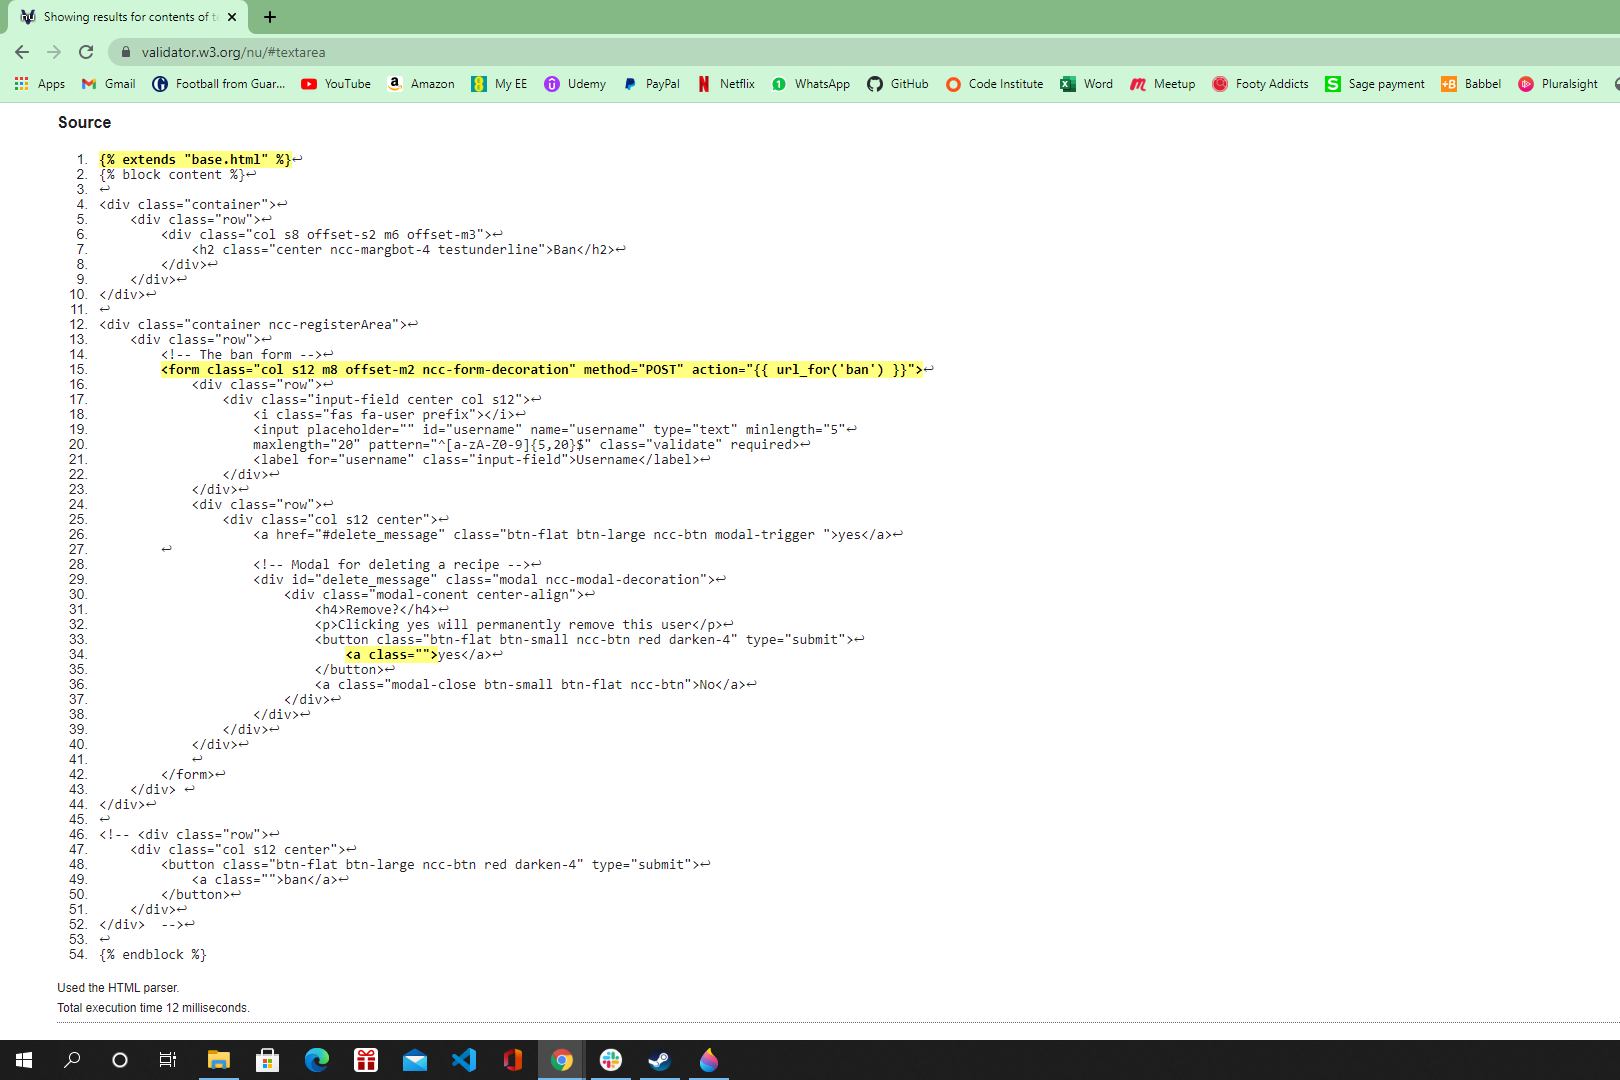 Showing results for contents of t
validator.w3.org/nu/#textarea
Apps Gmail Football from Guar... YouTube Amazon My EE Udemy PayPal Netflix WhatsApp GitHub Code Institute Word Meetup Footy Addicts Sage payment Babbel Pluralsight
Source
1. {% extends "base.html" %}↩
2. {% block content %}↩
3. ↩
4. <div class="container">↩
5. <div class="row">↩
6. <div class="col s8 offset-s2 m6 offset-m3">↩
7. <h2 class="center ncc-margbot-4 testunderline">Ban</h2>↩
8. </div>↩
9. </div>↩
10. </div>↩
11. ↩
12. <div class="container ncc-registerArea">↩
13. <div class="row">↩
14. <!-- The ban form -->↩
15. <form class="col s12 m8 offset-m2 ncc-form-decoration" method="POST" action="{{ url_for('ban') }}">↩
16. <div class="row">↩
17. <div class="input-field center col s12">↩
18. <i class="fas fa-user prefix"></i>↩
19. <input placeholder="" id="username" name="username" type="text" minlength="5"↩
20. maxlength="20" pattern="^[a-zA-Z0-9]{5,20}$" class="validate" required>↩
21. <label for="username" class="input-field">Username</label>↩
22. </div>↩
23. </div>↩
24. <div class="row">↩
25. <div class="col s12 center">↩
26. <a href="#delete_message" class="btn-flat btn-large ncc-btn modal-trigger ">yes</a>↩
27. ↩
28. <!-- Modal for deleting a recipe -->↩
29. <div id="delete_message" class="modal ncc-modal-decoration">↩
30. <div class="modal-conent center-align">↩
31. <h4>Remove?</h4>↩
32. <p>Clicking yes will permanently remove this user</p>↩
33. <button class="btn-flat btn-small ncc-btn red darken-4" type="submit">↩
34. <a class="">yes</a>↩
35. </button>↩
36. <a class="modal-close btn-small btn-flat ncc-btn">No</a>↩
37. </div>↩
38. </div>↩
39. </div>↩
40. </div>↩
41. ↩
42. </form>↩
43. </div> ↩
44. </div>↩
45. ↩
46. <!-- <div class="row">↩
47. <div class="col s12 center">↩
48. <button class="btn-flat btn-large ncc-btn red darken-4" type="submit">↩
49. <a class="">ban</a>↩
50. </button>↩
51. </div>↩
52. </div>  -->↩
53. ↩
54. {% endblock %}
Used the HTML parser.
Total execution time 12 milliseconds.